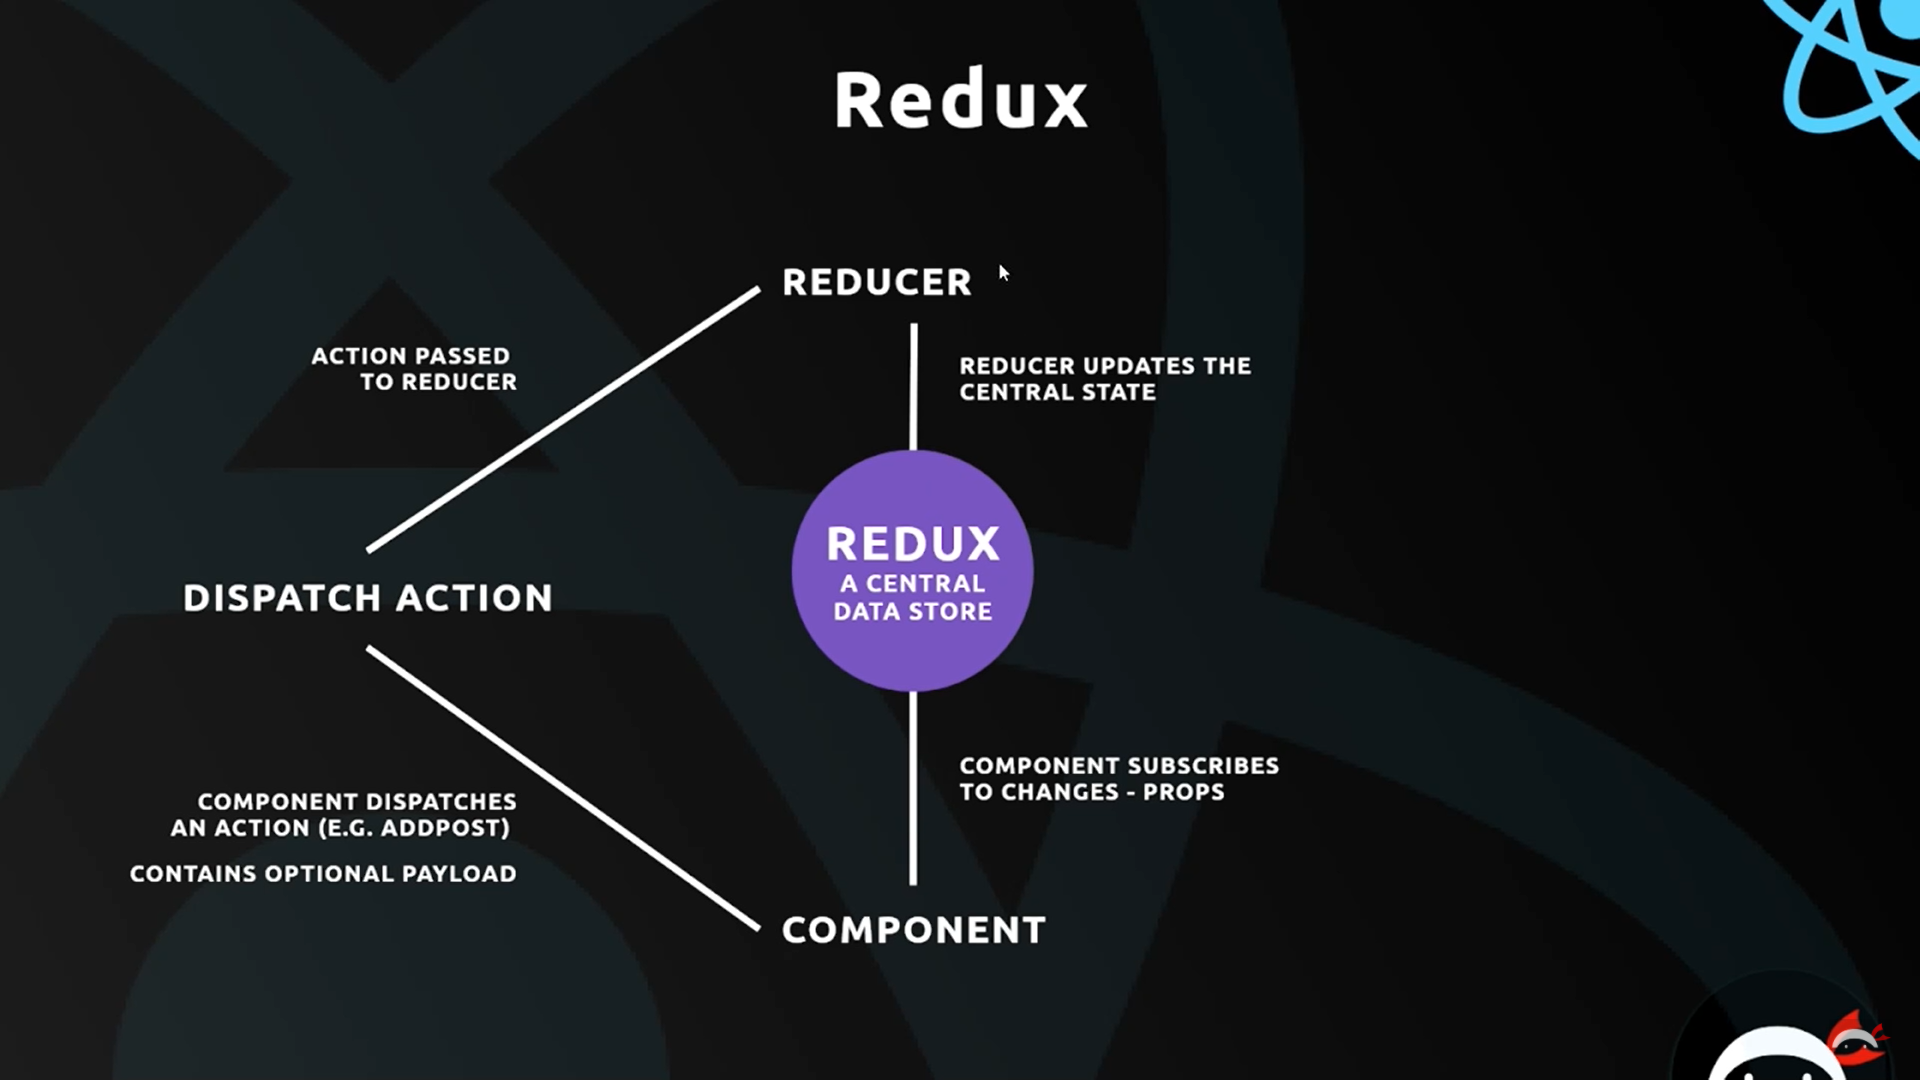 Redux
REDUCER
ACTION PASSED
TO REDUCER
REDUCER UPDATES THE
CENTRAL STATE
REDUX
A CENTRAL
DATA STORE
DISPATCH ACTION
COMPONENT DISPATCHES
AN ACTION (E.G. ADDPOST)
CONTAINS OPTIONAL PAYLOAD
COMPONENT SUBSCRIBES
TO CHANGES - PROPS
COMPONENT